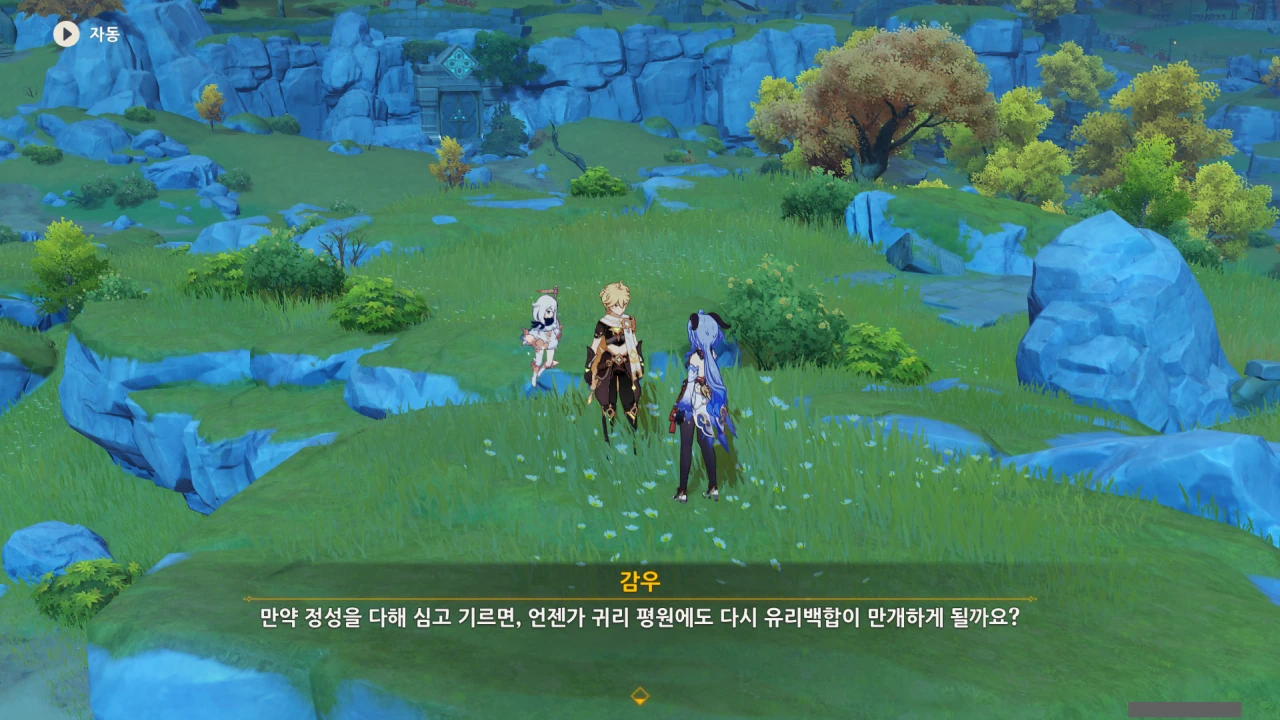 자동
감우
만약 정성을 다해 심고 기르면, 언젠가 귀리 평원에도 다시 유리백합이 만개하게 될까요?